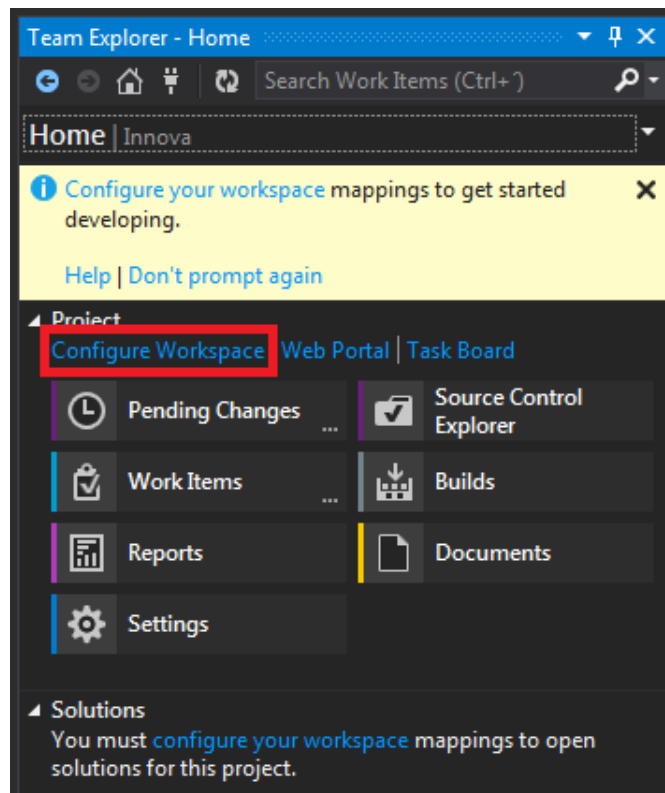 Team Explorer - Home
Search Work Items (Ctrl+´)
Home | Innova
Configure your workspace mappings to get started
developing.
Help | Don't prompt again
Project
Configure Workspace Web Portal | Task Board
Pending Changes ...
Source Control
Explorer
Work Items ...
Builds
Reports
Documents
Settings
Solutions
You must configure your workspace mappings to open
solutions for this project.